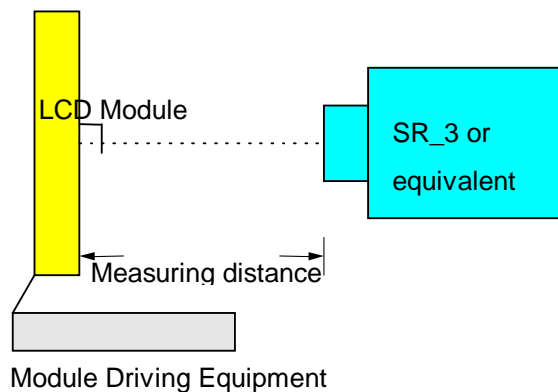 LCD Module
SR_3 or
equivalent
Measuring distance
Module Driving Equipment